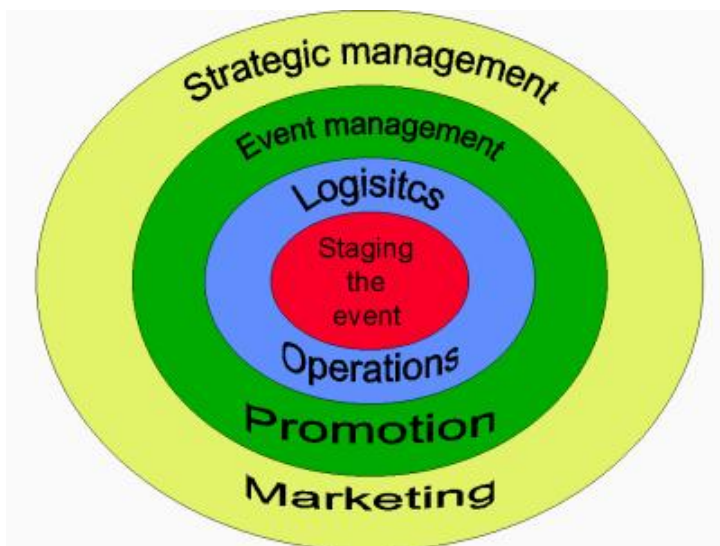 Strategic management
Event management
Logisitcs
Staging
the
event
Operations
Promotion
Marketing